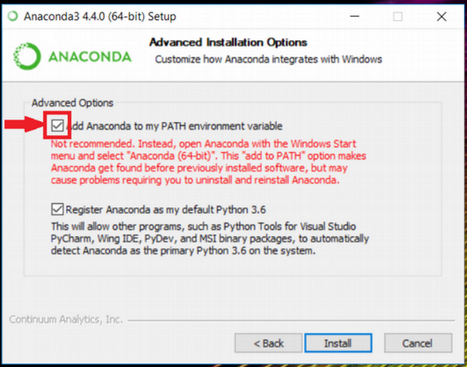 Anaconda3 4.4.0 (64-bit) Setup
ANACONDA
Advanced Installation Options
Customize how Anaconda integrates with Windows
Advanced Options
Add Anaconda to my PATH environment variable
Not recommended. Instead, open Anaconda with the Windows Start
menu and select "Anaconda (64-bit)". This "add to PATH" option makes
Anaconda get found before previously installed software, but may
cause problems requiring you to uninstall and reinstall Anaconda.
Register Anaconda as my default Python 3.6
This will allow other programs, such as Python Tools for Visual Studio
PyCharm, Wing IDE, PyDev, and MSI binary packages, to automatically
detect Anaconda as the primary Python 3.6 on the system.
Continuum Analytics, Inc.
< Back
Install
Cancel